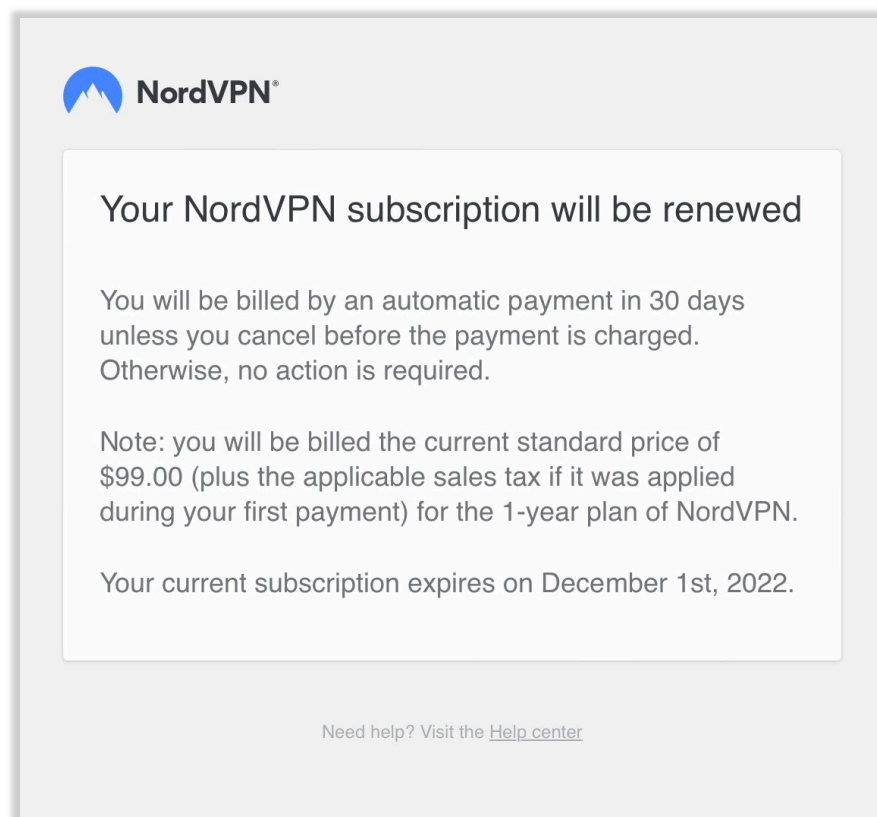 NordVPN®
Your NordVPN subscription will be renewed
You will be billed by an automatic payment in 30 days
unless you cancel before the payment is charged.
Otherwise, no action is required.
Note: you will be billed the current standard price of
$99.00 (plus the applicable sales tax if it was applied
during your first payment) for the 1-year plan of NordVPN.
Your current subscription expires on December 1st, 2022.
Need help? Visit the Help center